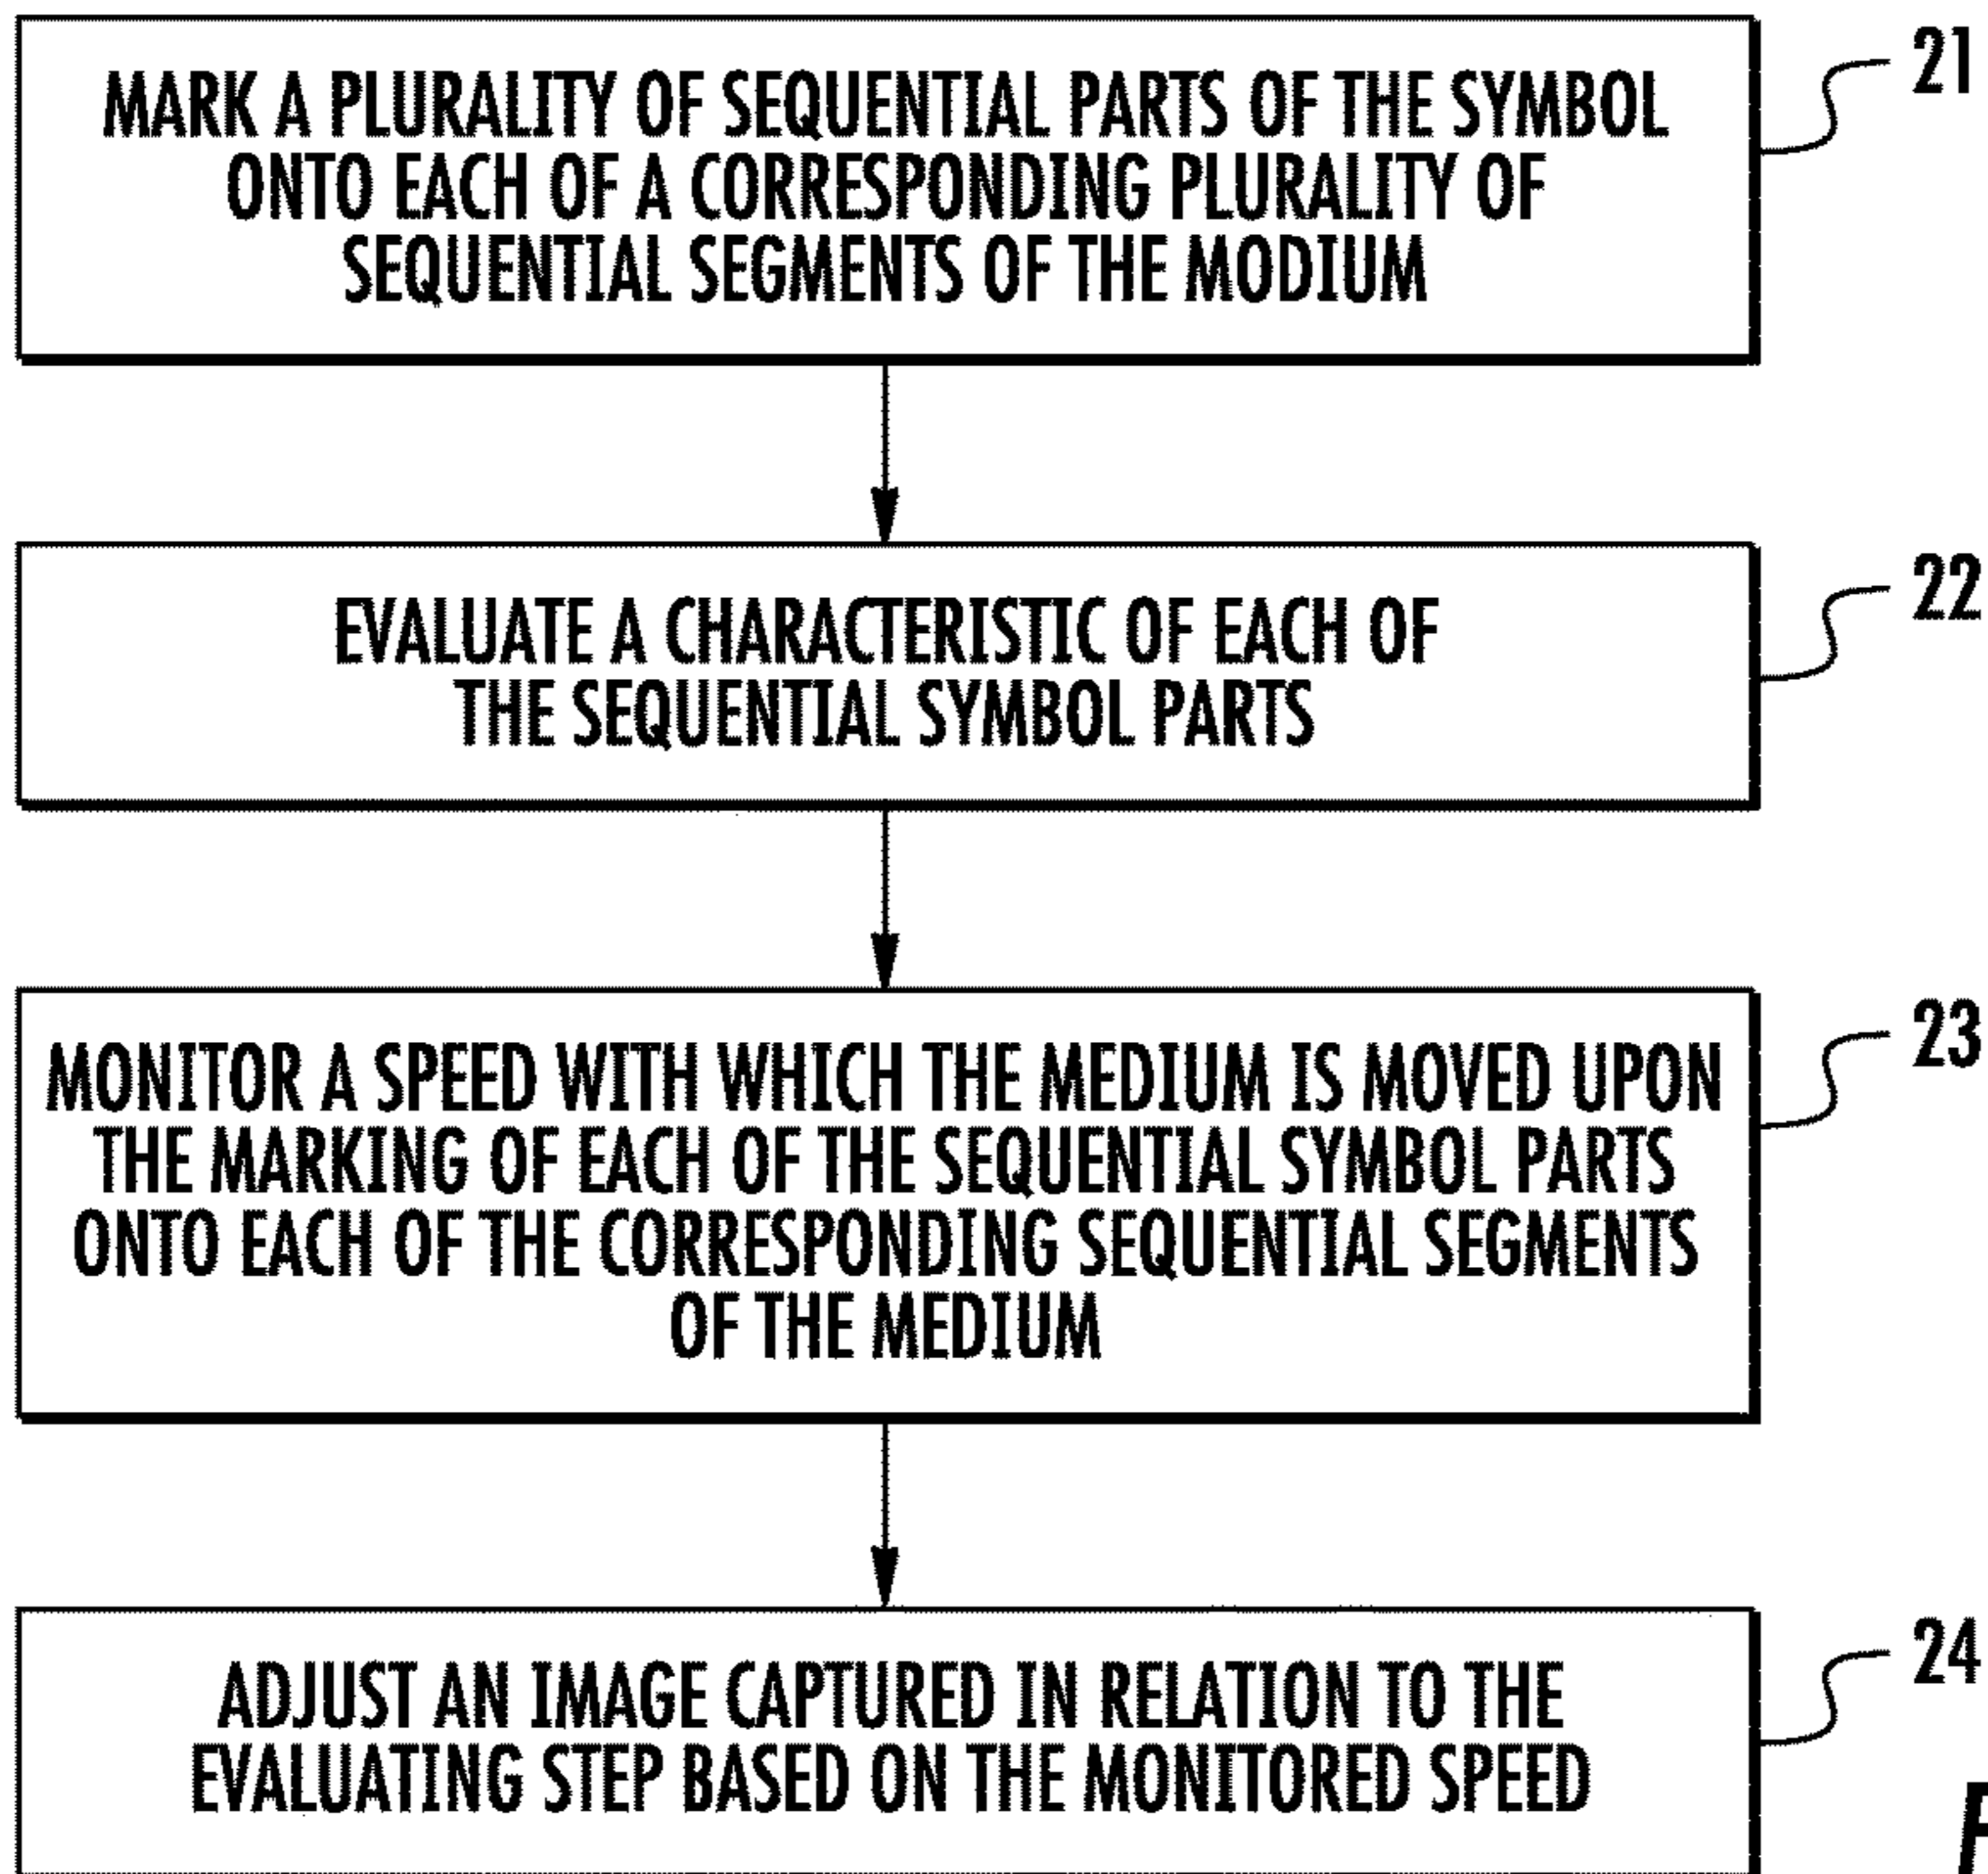 MARK A PLURALITY OF SEQUENTIAL PARTS OF THE SYMBOL
ONTO EACH OF A CORRESPONDING PLURALITY OF
SEQUENTIAL SEGMENTS OF THE MODIUM
21
EVALUATE A CHARACTERISTIC OF EACH OF
THE SEQUENTIAL SYMBOL PARTS
22
MONITOR A SPEED WITH WHICH THE MEDIUM IS MOVED UPON
THE MARKING OF EACH OF THE SEQUENTIAL SYMBOL PARTS
ONTO EACH OF THE CORRESPONDING SEQUENTIAL SEGMENTS
OF THE MEDIUM
23
ADJUST AN IMAGE CAPTURED IN RELATION TO THE
EVALUATING STEP BASED ON THE MONITORED SPEED
24